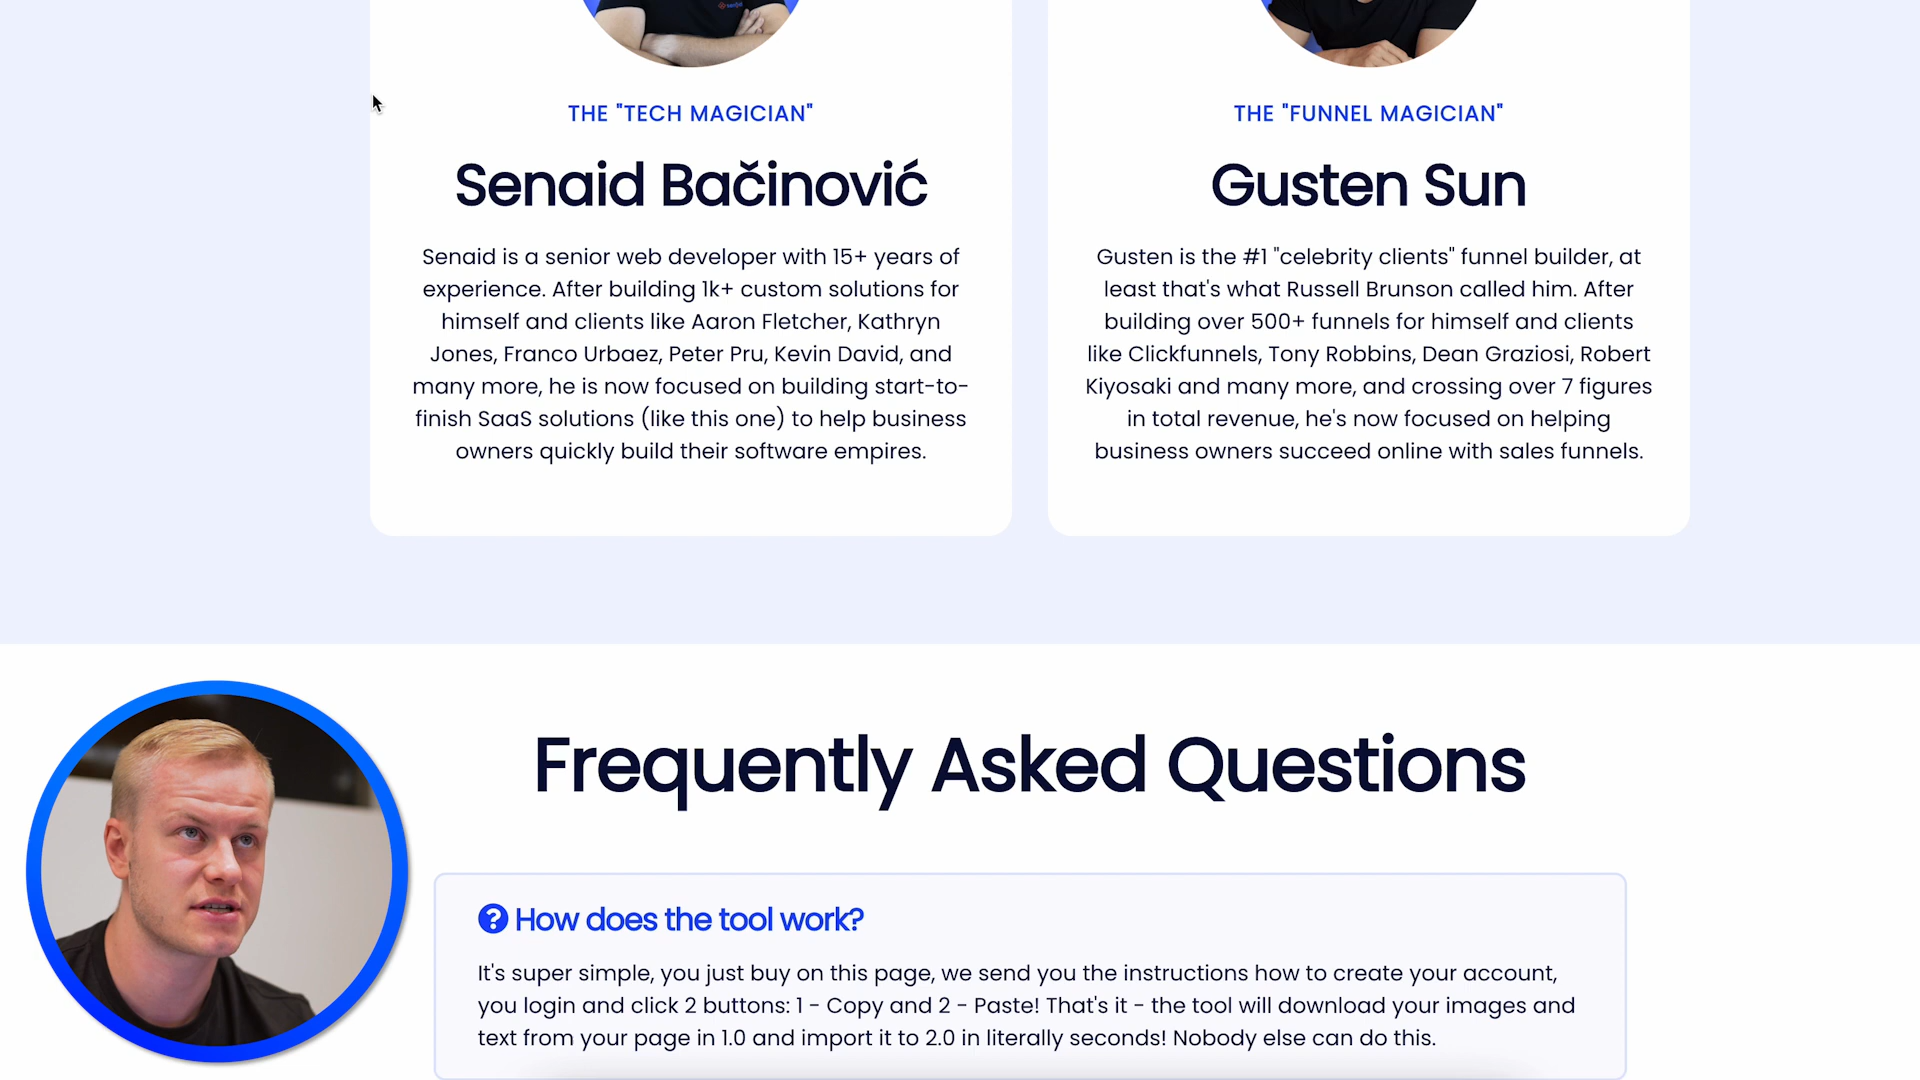 THE "TECH MAGICIAN"
Senaid Bačinović
Senaid is a senior web developer with 15+ years of
experience. After building 1k+ custom solutions for
himself and clients like Aaron Fletcher, Kathryn
Jones, Franco Urbaez, Peter Pru, Kevin David, and
many more, he is now focused on building start-to-
finish SaaS solutions (like this one) to help business
owners quickly build their software empires.
THE "FUNNEL MAGICIAN"
Gusten Sun
Gusten is the #1 "celebrity clients" funnel builder, at
least that's what Russell Brunson called him. After
building over 500+ funnels for himself and clients
like Clickfunnels, Tony Robbins, Dean Graziosi, Robert
Kiyosaki and many more, and crossing over 7 figures
in total revenue, he's now focused on helping
business owners succeed online with sales funnels.
Frequently Asked Questions
How does the tool work?
It's super simple, you just buy on this page, we send you the instructions how to create your account,
you login and click 2 buttons: 1 - Copy and 2 - Paste! That's it - the tool will download your images and
text from your page in 1.0 and import it to 2.0 in literally seconds! Nobody else can do this.